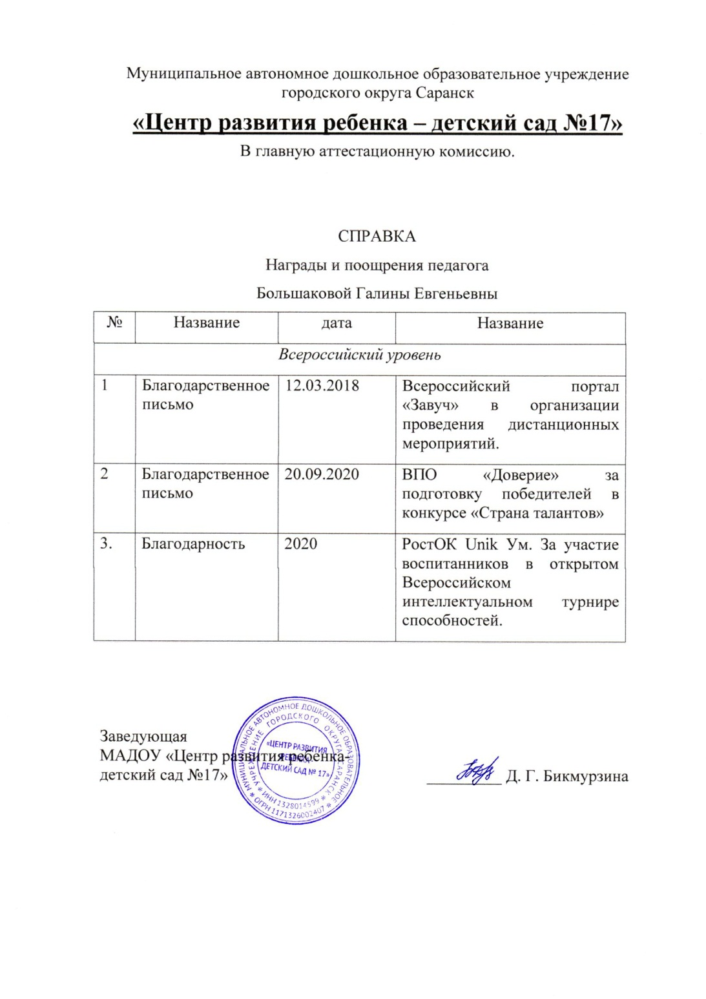 Муниципальное автономное дошкольное образовательное учреждение
городского округа Саранск
«Центр развития ребенка – детский сад №17»
В главную аттестационную комиссию.
СПРАВКА
Награды и поощрения педагога
Большаковой Галины Евгеньевны
№ Название дата Название
Всероссийский уровень
1 Благодарственное письмо 12.03.2018 Всероссийский портал
«Завуч» в организации
проведения дистанционных
мероприятий.
2 Благодарственное письмо 20.09.2020 ВПО «Доверие» за
подготовку победителей в
конкурсе «Страна талантов»
3. Благодарность 2020 РостОК Unik Ум. За участие
воспитанников в открытом
Всероссийском
интеллектуальном турнире
способностей.
Заведующая
МАДОУ «Центр развития ребенка-
детский сад №17»
Д. Г. Бикмурзина
МУНИЦИПАЛЬНОЕ АВТОНОМНОЕ ДОШКОЛЬНОЕ ОБРАЗОВАТЕЛЬНОЕ
УЧРЕЖДЕНИЕ ГОРОДСКОГО ОКРУГА САРАНСК
«ЦЕНТР РАЗВИТИЯ
РЕБЕНКА-
ДЕТСКИЙ САД № 17»
ИНН 1328014599
ОГРН 1171326002407